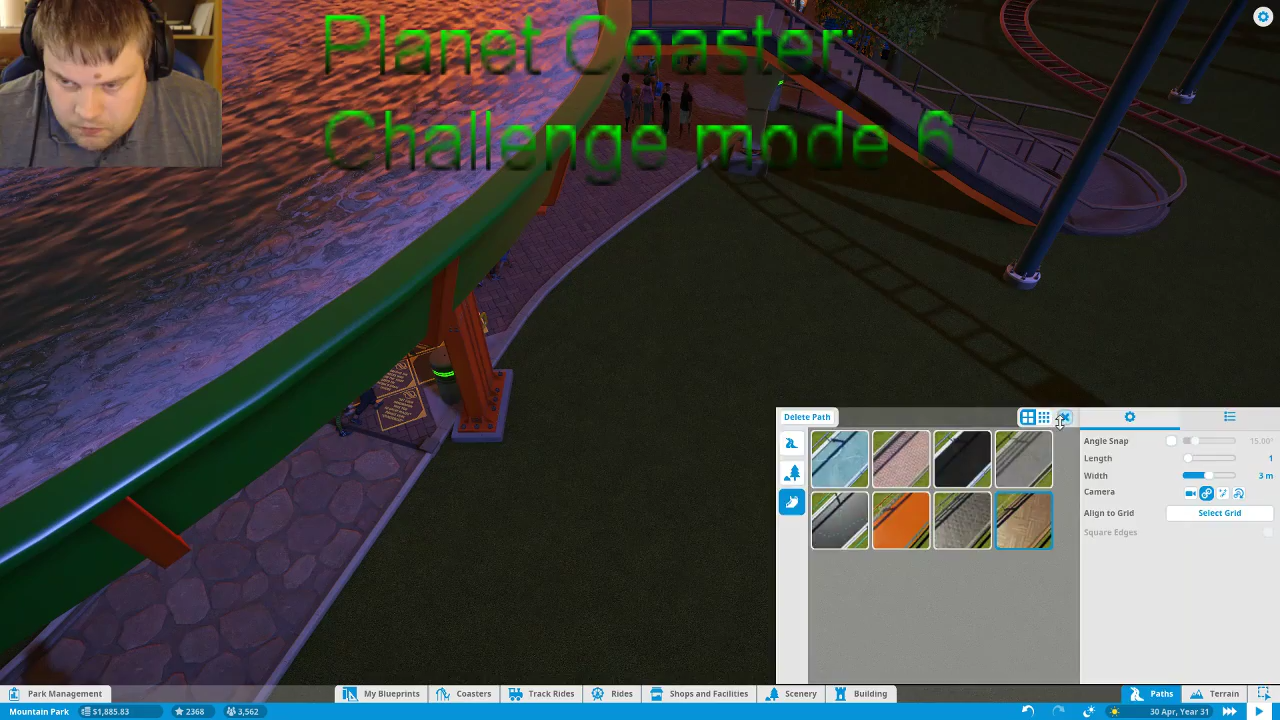 Planet Coaster:
Challenge mode 6
Delete Path
Angle Snap 15.00°
Length 1
Width 3 m
Camera
Align to Grid Select Grid
Square Edges
Park Management My Blueprints Coasters Track Rides Rides Shops and Facilities Scenery Building Paths Terrain
Mountain Park $1,885.83 2368 3,562 30 Apr, Year 31